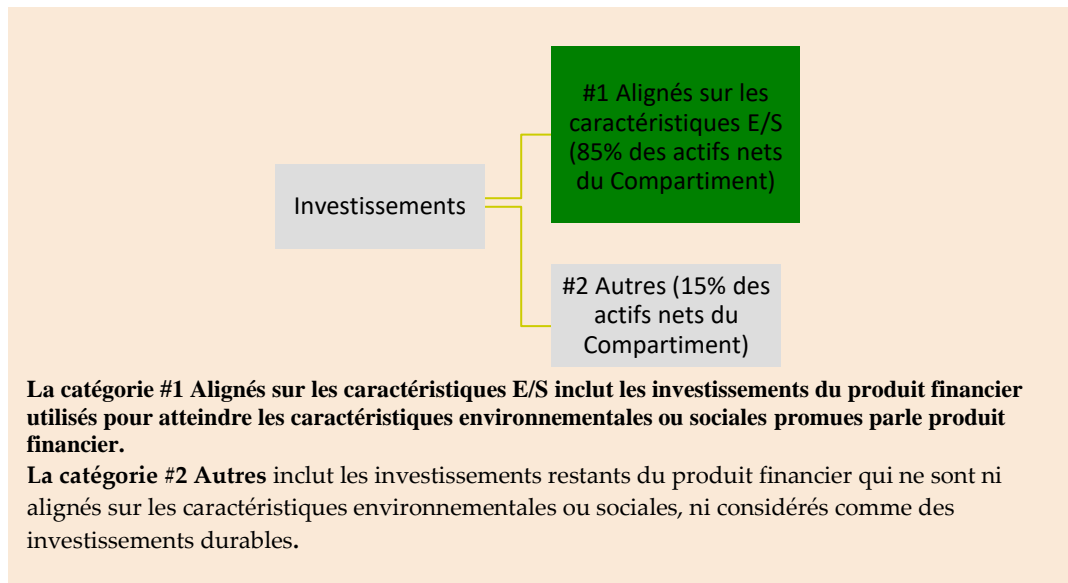 #1 Alignés sur les
caractéristiques E/S
(85% des actifs nets
du Compartiment)
Investissements
#2 Autres (15% des
actifs nets du
Compartiment)
La catégorie #1 Alignés sur les caractéristiques E/S inclut les investissements du produit financier
utilisés pour atteindre les caractéristiques environnementales ou sociales promues parle produit
financier.
La catégorie #2 Autres inclut les investissements restants du produit financier qui ne sont ni
alignés sur les caractéristiques environnementales ou sociales, ni considérés comme des
investissements durables.